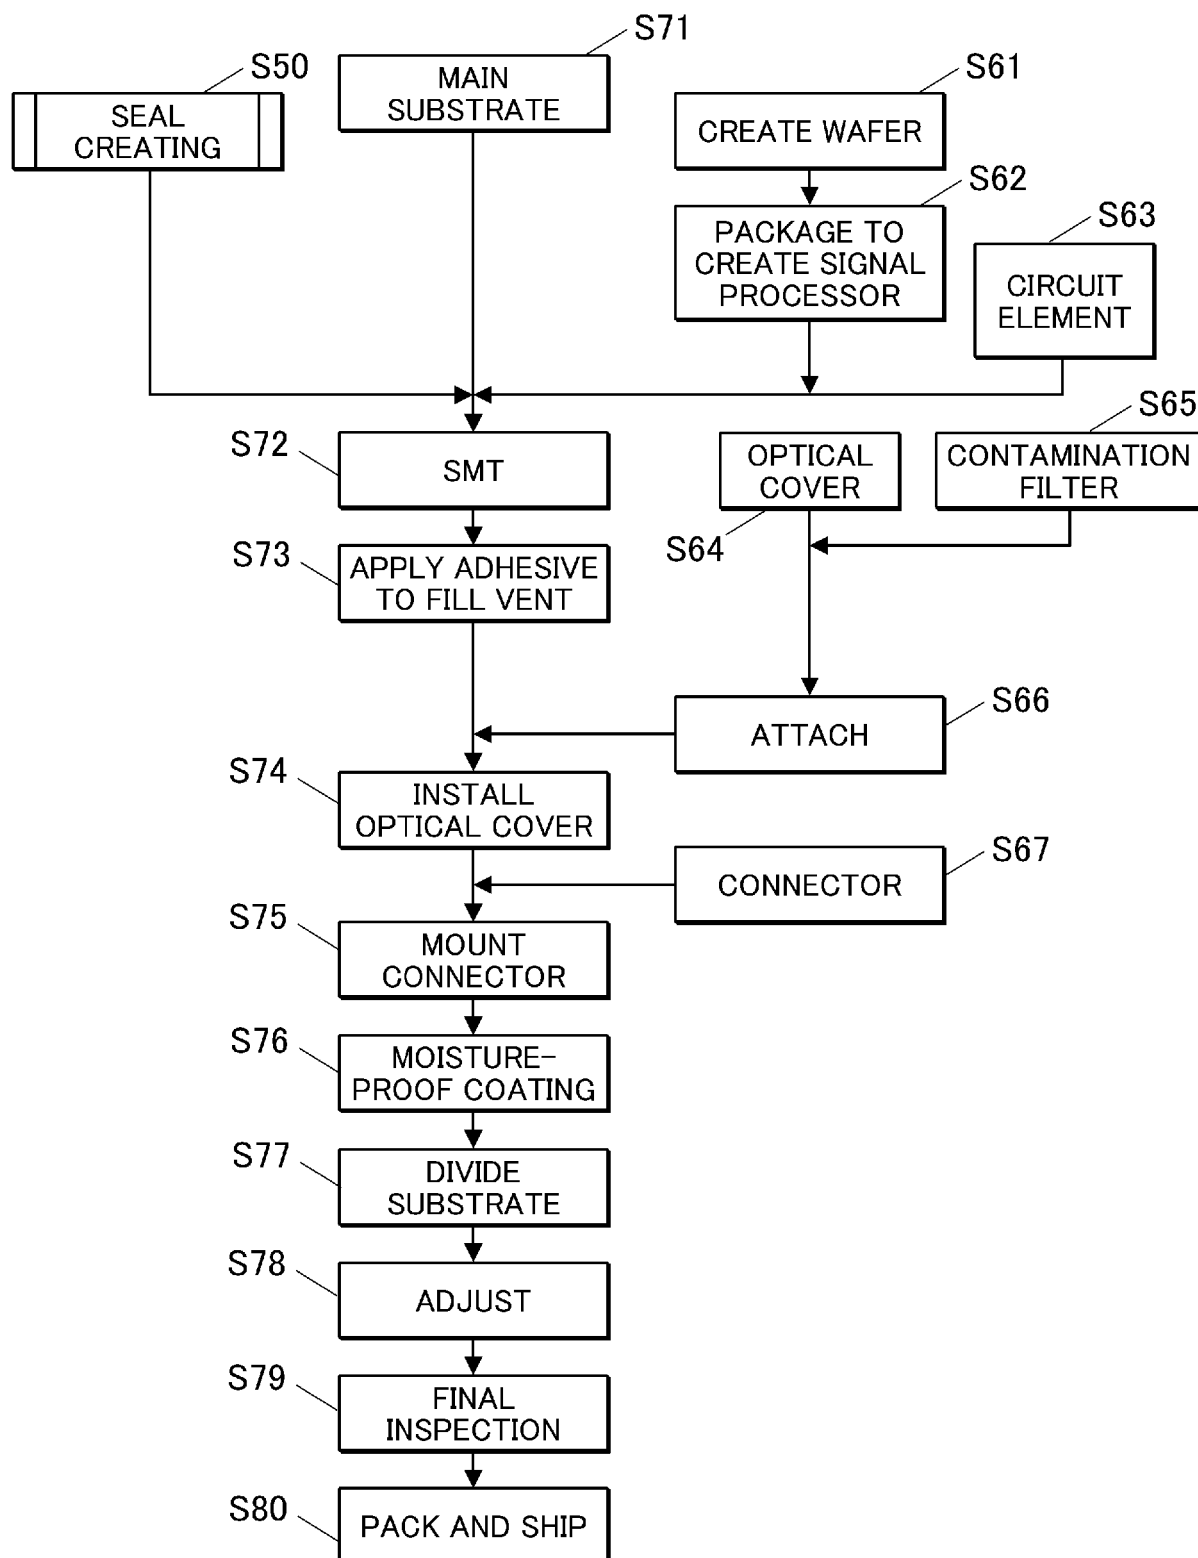 S71
S50
MAIN
SUBSTRATE
S61
SEAL
CREATING
CREATE WAFER
S62
S63
PACKAGE TO
CREATE SIGNAL
PROCESSOR
CIRCUIT
ELEMENT
S65
S72
SMT
OPTICAL
COVER
CONTAMINATION
FILTER
S64
S73
APPLY ADHESIVE
TO FILL VENT
S66
ATTACH
S74
INSTALL
OPTICAL COVER
S67
CONNECTOR
S75
MOUNT
CONNECTOR
S76
MOISTURE-
PROOF COATING
S77
DIVIDE
SUBSTRATE
S78
ADJUST
S79
FINAL
INSPECTION
S80
PACK AND SHIP